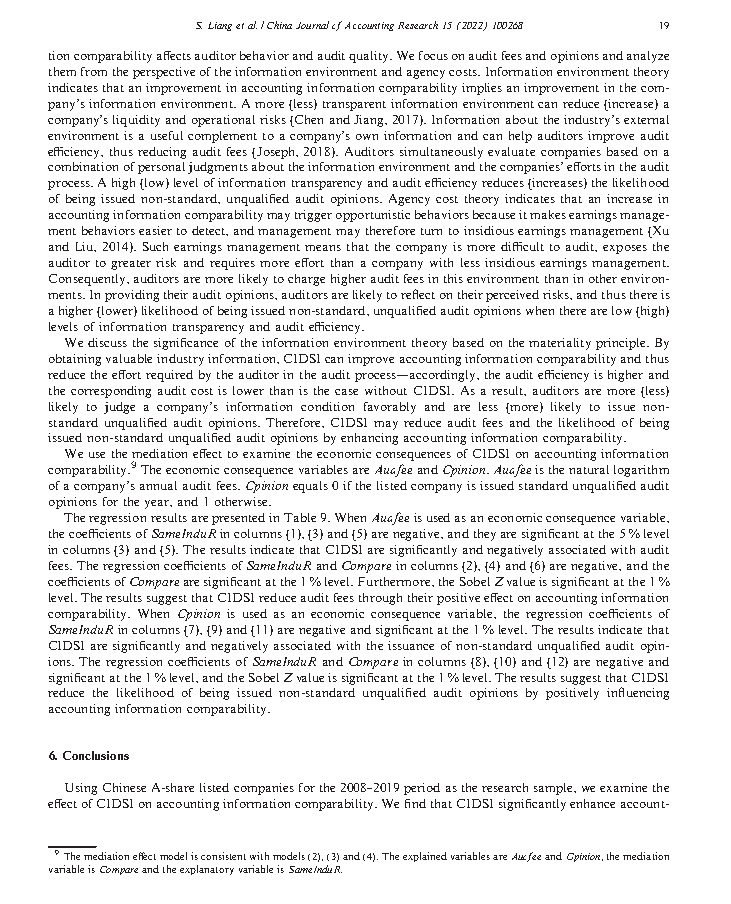 S. Liang et al. / China Journal of Accounting Research 15 (2022) 100268 19
tion comparability affects auditor behavior and audit quality. We focus on audit fees and opinions and analyze
them from the perspective of the information environment and agency costs. Information environment theory
indicates that an improvement in accounting information comparability implies an improvement in the com-
pany's information environment. A more (less) transparent information environment can reduce (increase) a
company's liquidity and operational risks (Chen and Jiang, 2017). Information about the industry's external
environment is a useful complement to a company's own information and can help auditors improve audit
efficiency, thus reducing audit fees (Joseph, 2018). Auditors simultaneously evaluate companies based on a
combination of personal judgments about the information environment and the companies' efforts in the audit
process. A high (low) level of information transparency and audit efficiency reduces (increases) the likelihood
of being issued non-standard, unqualified audit opinions. Agency cost theory indicates that an increase in
accounting information comparability may trigger opportunistic behaviors because it makes earnings manage-
ment behaviors easier to detect, and management may therefore turn to insidious earnings management (Xu
and Liu, 2014). Such earnings management means that the company is more difficult to audit, exposes the
auditor to greater risk and requires more effort than a company with less insidious earnings management.
Consequently, auditors are more likely to charge higher audit fees in this environment than in other environ-
ments. In providing their audit opinions, auditors are likely to reflect on their perceived risks, and thus there is
a higher (lower) likelihood of being issued non-standard, unqualified audit opinions when there are low (high)
levels of information transparency and audit efficiency.
We discuss the significance of the information environment theory based on the materiality principle. By
obtaining valuable industry information, CIDSI can improve accounting information comparability and thus
reduce the effort required by the auditor in the audit process—accordingly, the audit efficiency is higher and
the corresponding audit cost is lower than is the case without CIDSI. As a result, auditors are more (less)
likely to judge a company's information condition favorably and are less (more) likely to issue non-
standard unqualified audit opinions. Therefore, CIDSI may reduce audit fees and the likelihood of being
issued non-standard unqualified audit opinions by enhancing accounting information comparability.
We use the mediation effect to examine the economic consequences of CIDSI on accounting information
comparability.9 The economic consequence variables are Audfee and Opinion. Audfee is the natural logarithm
of a company's annual audit fees. Opinion equals 0 if the listed company is issued standard unqualified audit
opinions for the year, and 1 otherwise.
The regression results are presented in Table 9. When Audfee is used as an economic consequence variable,
the coefficients of SameInduR in columns (1), (3) and (5) are negative, and they are significant at the 5 % level
in columns (3) and (5). The results indicate that CIDSI are significantly and negatively associated with audit
fees. The regression coefficients of SameInduR and Compare in columns (2), (4) and (6) are negative, and the
coefficients of Compare are significant at the 1 % level. Furthermore, the Sobel Z value is significant at the 1 %
level. The results suggest that CIDSI reduce audit fees through their positive effect on accounting information
comparability. When Opinion is used as an economic consequence variable, the regression coefficients of
SameInduR in columns (7), (9) and (11) are negative and significant at the 1 % level. The results indicate that
CIDSI are significantly and negatively associated with the issuance of non-standard unqualified audit opin-
ions. The regression coefficients of SameInduR and Compare in columns (8), (10) and (12) are negative and
significant at the 1 % level, and the Sobel Z value is significant at the 1 % level. The results suggest that CIDSI
reduce the likelihood of being issued non-standard unqualified audit opinions by positively influencing
accounting information comparability.
6. Conclusions
Using Chinese A-share listed companies for the 2008–2019 period as the research sample, we examine the
effect of CIDSI on accounting information comparability. We find that CIDSI significantly enhance account-
9 The mediation effect model is consistent with models (2), (3) and (4). The explained variables are Audfee and Opinion, the mediation
variable is Compare and the explanatory variable is SameInduR.